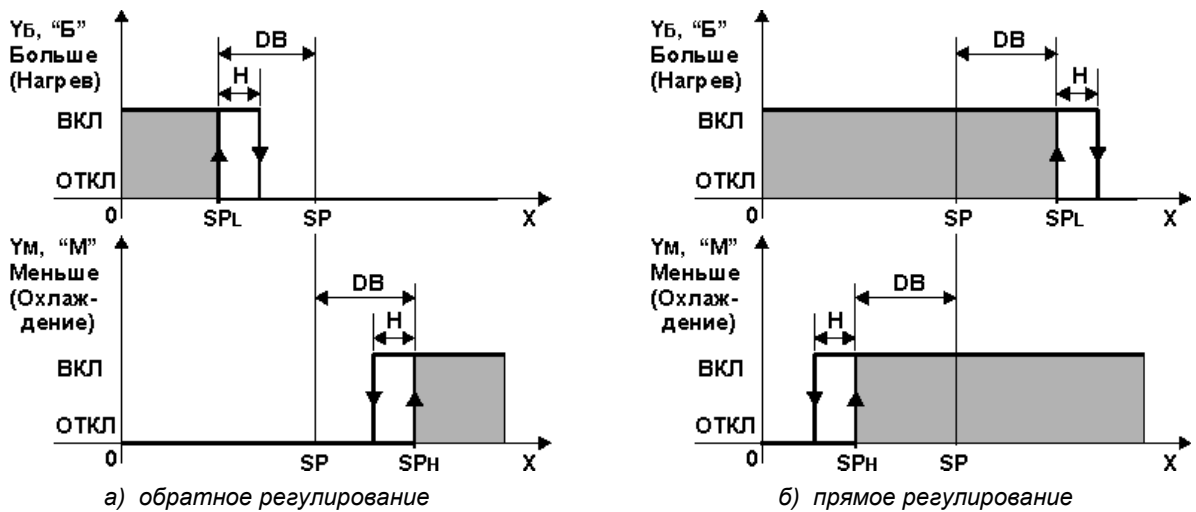 Yб, “Б”
Больше
(Нагрев)
ВКЛ
ОТКЛ
DB
H
0
SPL
SP
X
Yм, “М”
Меньше
(Охлаж-
дение)
ВКЛ
ОТКЛ
DB
H
0
SP
SPH
X
а) обратное регулирование
Yб, “Б”
Больше
(Нагрев)
ВКЛ
ОТКЛ
DB
H
0
SP
SPL
X
Yм, “М”
Меньше
(Охлаж-
дение)
ВКЛ
ОТКЛ
DB
H
0
SPH
SP
X
б) прямое регулирование